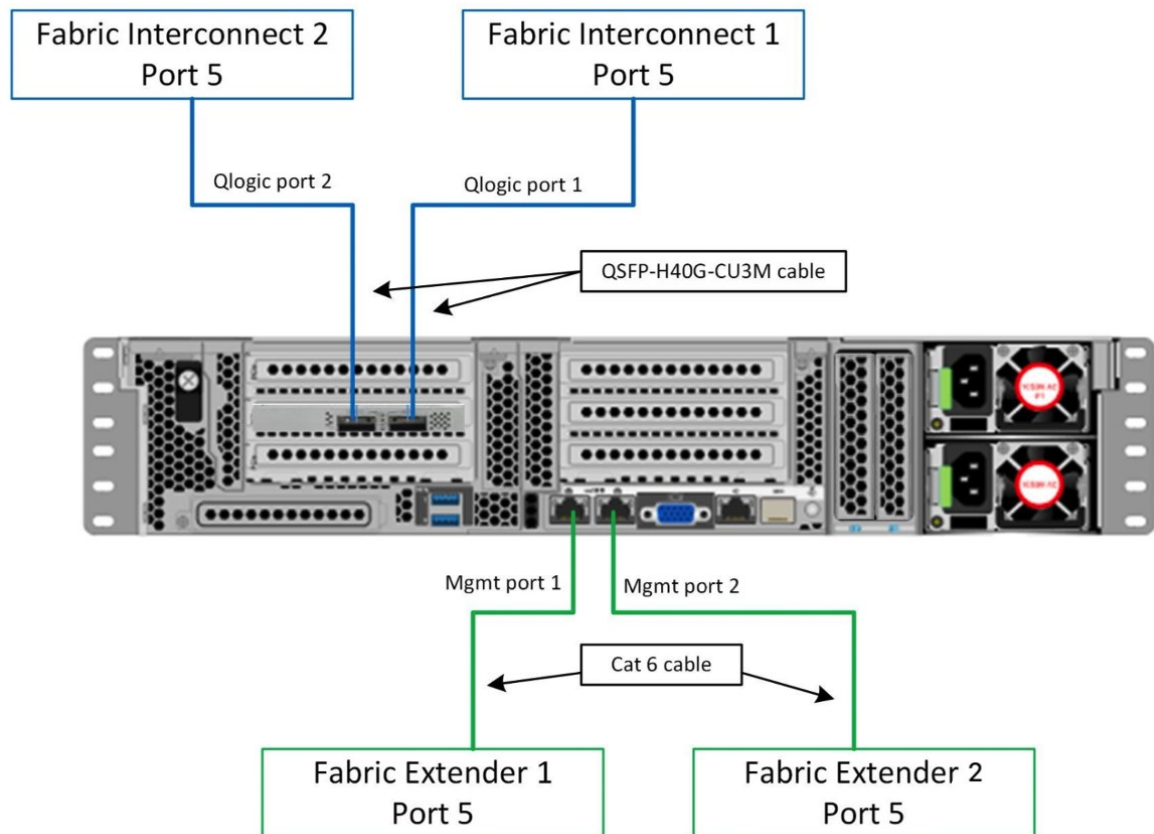 Fabric Interconnect 2
Port 5
Fabric Interconnect 1
Port 5
Qlogic port 2
Qlogic port 1
QSFP-H40G-CU3M cable
Mgmt port 1
Mgmt port 2
Cat 6 cable
Fabric Extender 1
Port 5
Fabric Extender 2
Port 5